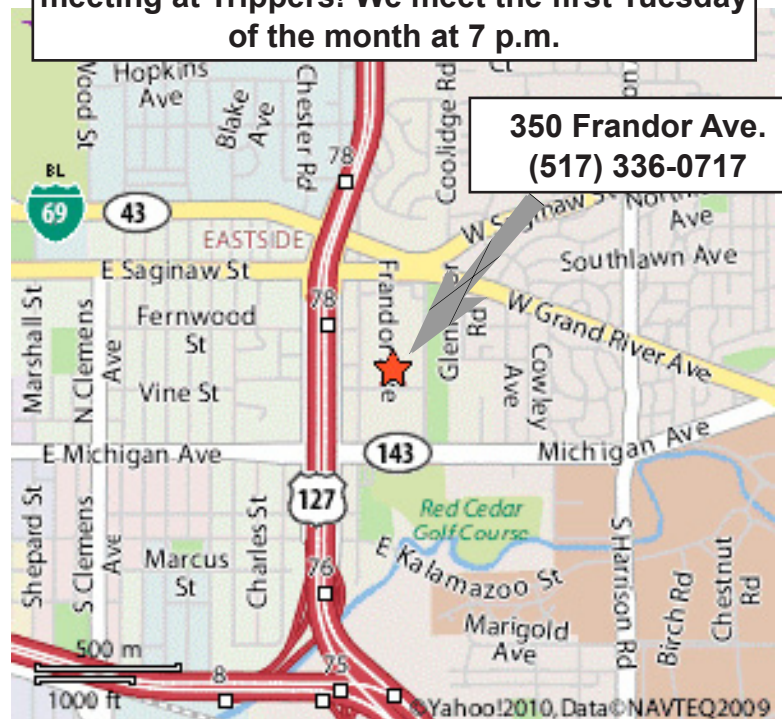 meeting at Trippers! We meet the first Tuesday
of the month at 7 p.m.
350 Frandor Ave.
(517) 336-0717
Hopkins
Ave
Wood St
Blake
Ave
Chester Rd
78
Coolidge Rd
Ct
BL
69
43
EASTSIDE
W Saginaw St
Ave
Southlawn Ave
E Saginaw St
78
Fernwood
St
Frandor
Rd
W Grand River Ave
Marshall St
N Clemens
Ave
Vine St
Cowley
Ave
E Michigan Ave
143
Michigan Ave
127
Red Cedar
Golf Course
Shepard St
S Clemens
Ave
Marcus
St
Charles St
76
E Kalamazoo St
S Harrison Rd
Birch Rd
Chestnut
Rd
Marigold
Ave
500 m
1000 ft
8
75
©Yahoo!2010, Data©NAVTEQ2009